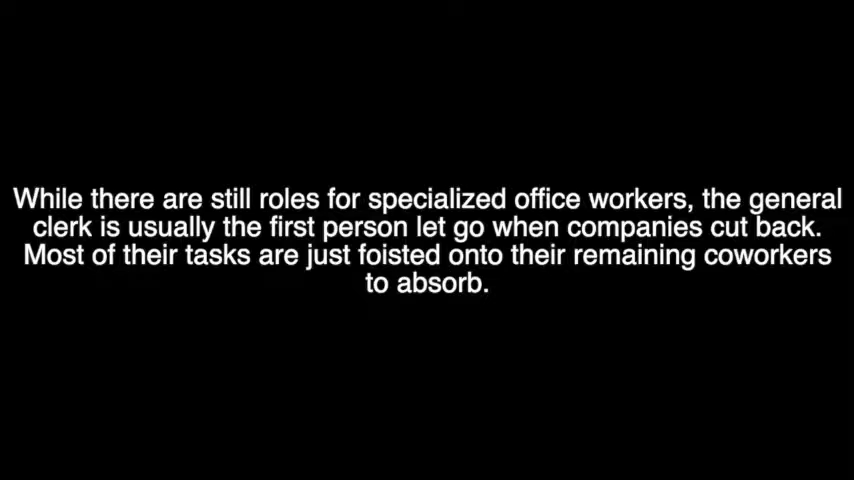 While there are still roles for specialized office workers, the general
clerk is usually the first person let go when companies cut back.
Most of their tasks are just foisted onto their remaining coworkers
to absorb.